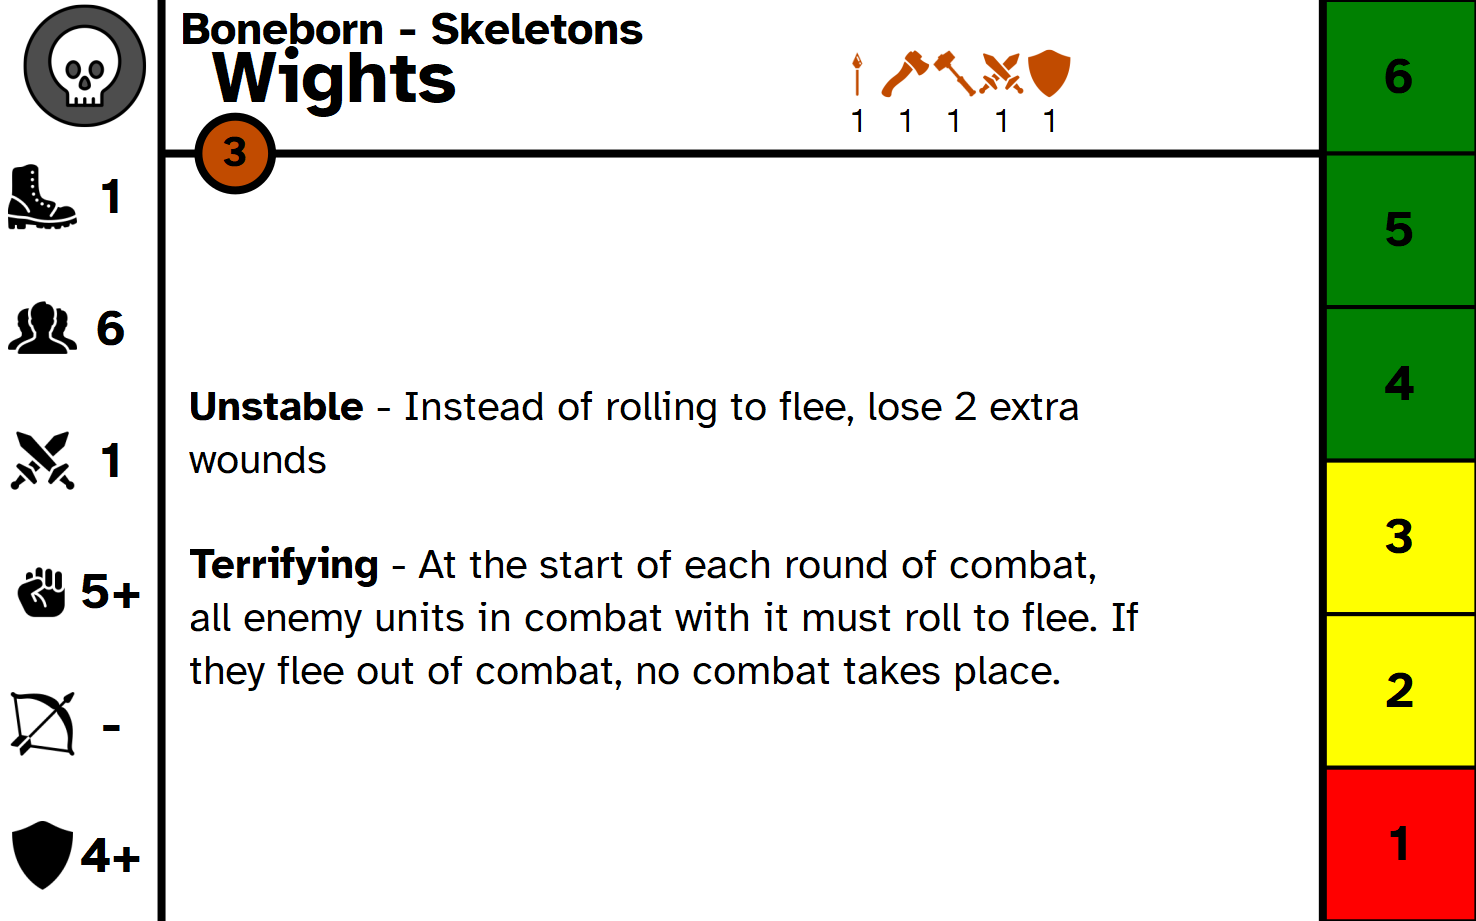 Boneborn - Skeletons
Wights
1 1 1 1 1
3
1
6
1
5+
-
4+
Unstable - Instead of rolling to flee, lose 2 extra
wounds
Terrifying - At the start of each round of combat,
all enemy units in combat with it must roll to flee. If
they flee out of combat, no combat takes place.
6
5
4
3
2
1